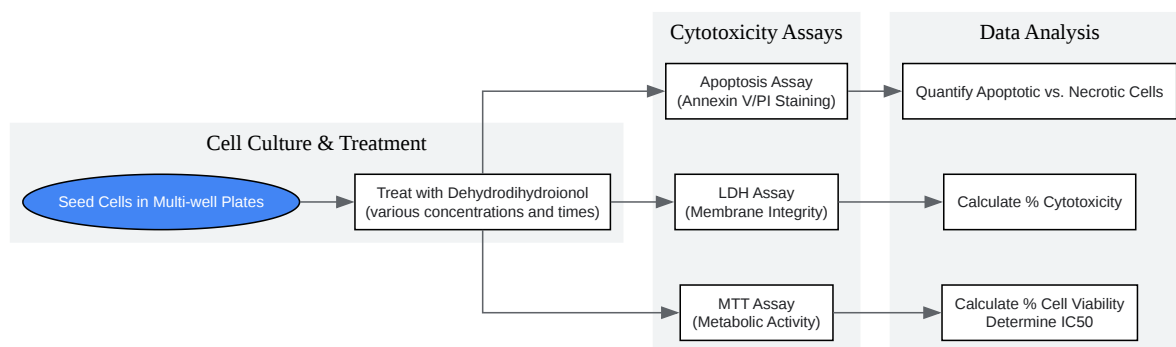 Cytotoxicity Assays
Data Analysis
Apoptosis Assay
(Annexin V/PI Staining)
Quantify Apoptotic vs. Necrotic Cells
Cell Culture & Treatment
Seed Cells in Multi-well Plates
Treat with Dehydrodihydroionol
(various concentrations and times)
LDH Assay
(Membrane Integrity)
Calculate % Cytotoxicity
MTT Assay
(Metabolic Activity)
Calculate % Cell Viability
Determine IC50